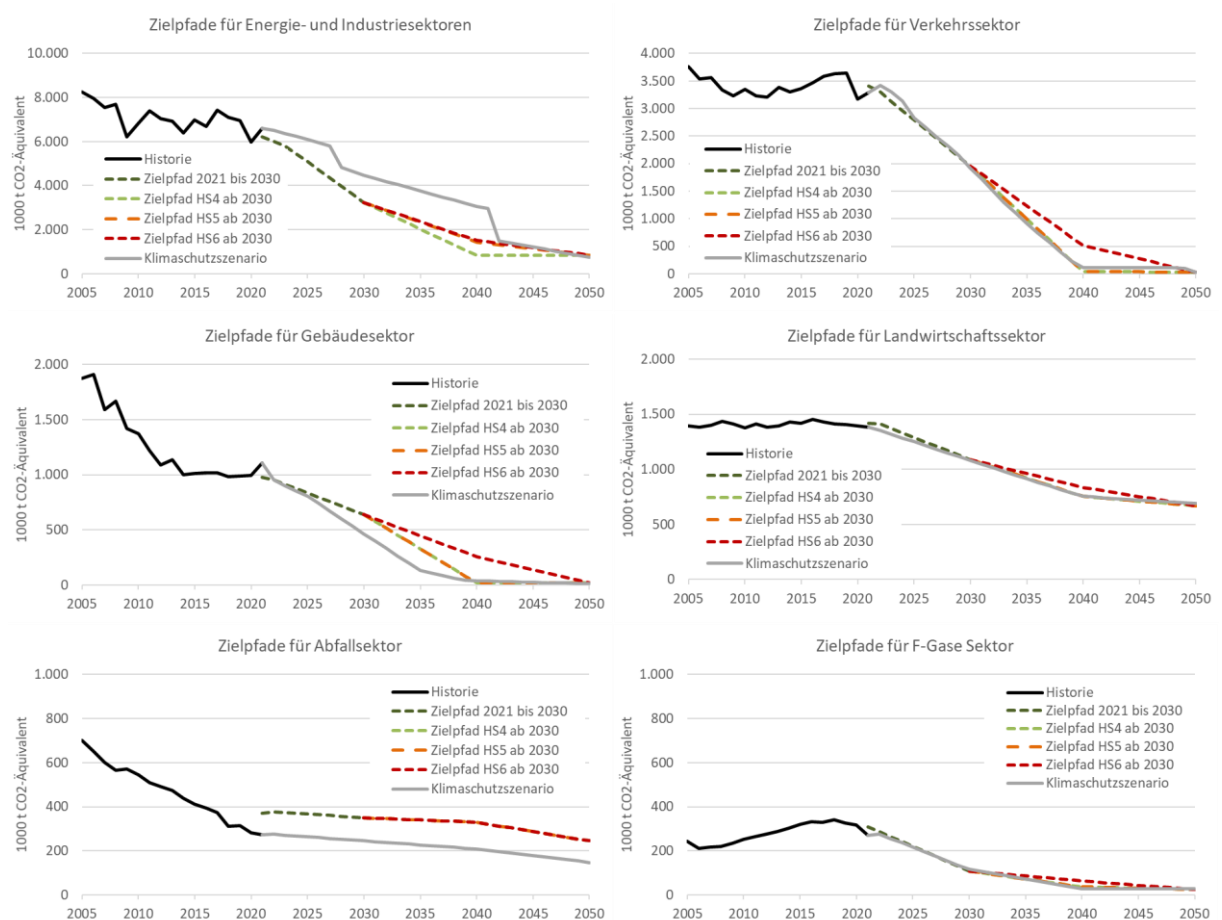 Zielpfade für Energie- und Industriesektoren
1000 t CO2-Äquivalent
10.000
8.000
6.000
4.000
2.000
0
Historie
Zielpfad 2021 bis 2030
Zielpfad HS4 ab 2030
Zielpfad HS5 ab 2030
Zielpfad HS6 ab 2030
Klimaschutzszenario
2005 2010 2015 2020 2025 2030 2035 2040 2045 2050
Zielpfade für Verkehrssektor
1000 t CO2-Äquivalent
4.000
3.500
3.000
2.500
2.000
1.500
1.000
500
0
Historie
Zielpfad 2021 bis 2030
Zielpfad HS4 ab 2030
Zielpfad HS5 ab 2030
Zielpfad HS6 ab 2030
Klimaschutzszenario
2005 2010 2015 2020 2025 2030 2035 2040 2045 2050
Zielpfade für Gebäudesektor
1000 t CO2-Äquivalent
2.000
1.500
1.000
500
0
Historie
Zielpfad 2021 bis 2030
Zielpfad HS4 ab 2030
Zielpfad HS5 ab 2030
Zielpfad HS6 ab 2030
Klimaschutzszenario
2005 2010 2015 2020 2025 2030 2035 2040 2045 2050
Zielpfade für Landwirtschaftssektor
1000 t CO2-Äquivalent
2.000
1.500
1.000
500
0
Historie
Zielpfad 2021 bis 2030
Zielpfad HS4 ab 2030
Zielpfad HS5 ab 2030
Zielpfad HS6 ab 2030
Klimaschutzszenario
2005 2010 2015 2020 2025 2030 2035 2040 2045 2050
Zielpfade für Abfallsektor
1000 t CO2-Äquivalent
1.000
800
600
400
200
0
Historie
Zielpfad 2021 bis 2030
Zielpfad HS4 ab 2030
Zielpfad HS5 ab 2030
Zielpfad HS6 ab 2030
Klimaschutzszenario
2005 2010 2015 2020 2025 2030 2035 2040 2045 2050
Zielpfade für F-Gase Sektor
1000 t CO2-Äquivalent
1.000
800
600
400
200
0
Historie
Zielpfad 2021 bis 2030
Zielpfad HS4 ab 2030
Zielpfad HS5 ab 2030
Zielpfad HS6 ab 2030
Klimaschutzszenario
2005 2010 2015 2020 2025 2030 2035 2040 2045 2050